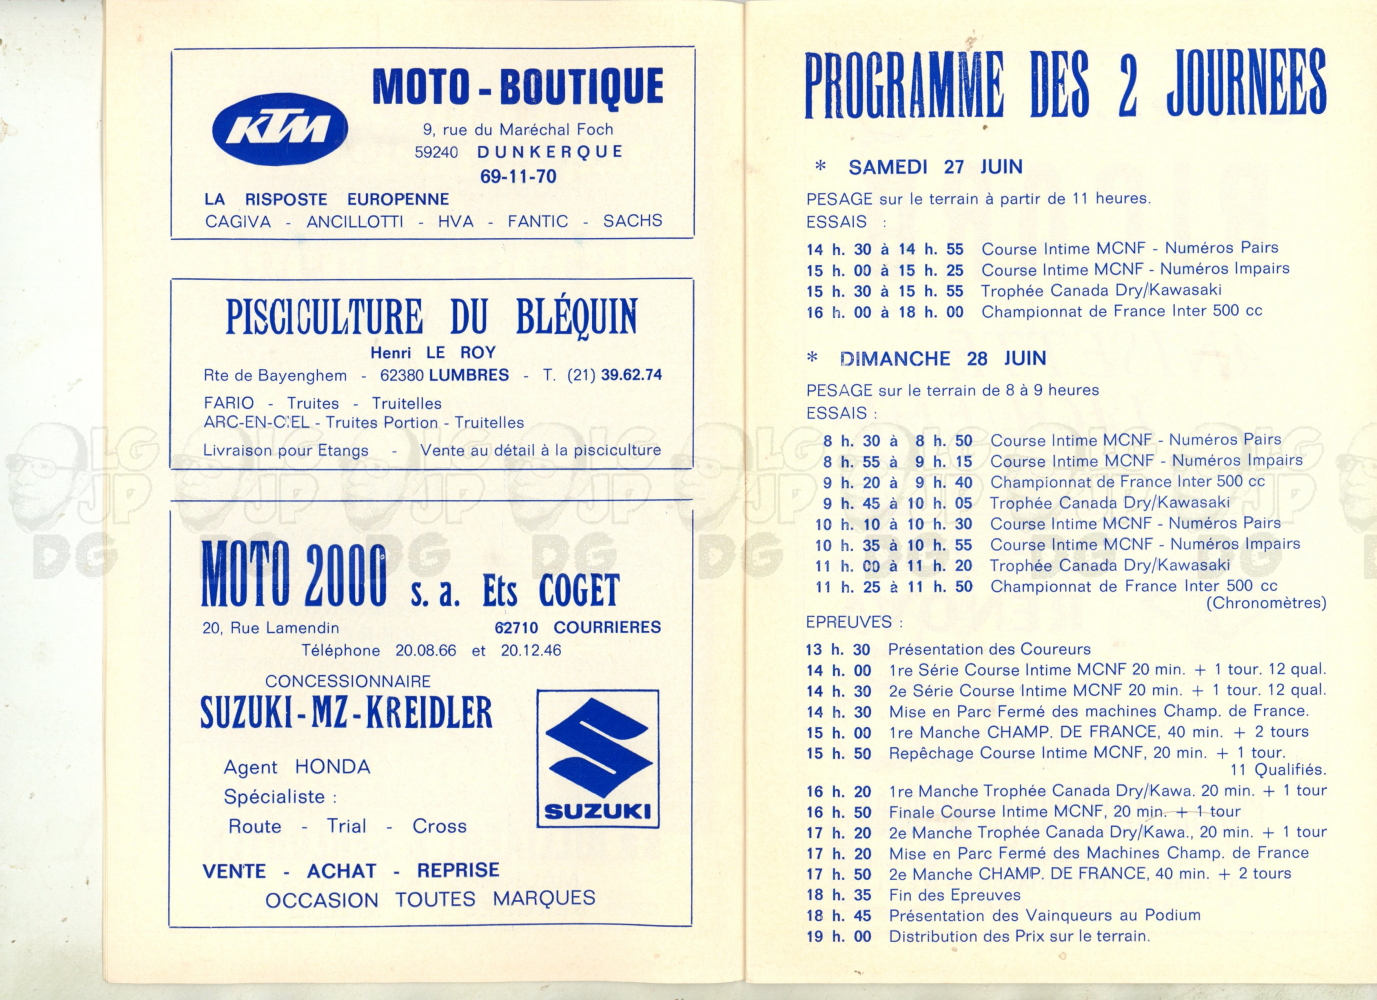 KTM
MOTO - BOUTIQUE
9, rue du Maréchal Foch
59240 DUNKERQUE
69-11-70
LA RISPOSTE EUROPENNE
CAGIVA - ANCILLOTTI - HVA - FANTIC - SACHS
PISCICULTURE DU BLÉQUIN
Henri LE ROY
Rte de Bayenghem - 62380 LUMBRES - T. (21) 39.62.74
FARIO - Truites - Truitelles
ARC-EN-CIEL - Truites Portion - Truitelles
Livraison pour Etangs - Vente au détail à la pisciculture
MOTO 2000 s. a. Ets COGET
20, Rue Lamendin 62710 COURRIERES
Téléphone 20.08.66 et 20.12.46
CONCESSIONNAIRE
SUZUKI - MZ - KREIDLER
Agent HONDA
Spécialiste :
Route - Trial - Cross
SUZUKI
VENTE - ACHAT - REPRISE
OCCASION TOUTES MARQUES
PROGRAMME DES 2 JOURNEES
* SAMEDI 27 JUIN
PESAGE sur le terrain à partir de 11 heures.
ESSAIS :
14 h. 30 à 14 h. 55 Course Intime MCNF - Numéros Pairs
15 h. 00 à 15 h. 25 Course Intime MCNF - Numéros Impairs
15 h. 30 à 15 h. 55 Trophée Canada Dry/Kawasaki
16 h. 00 à 18 h. 00 Championnat de France Inter 500 cc
* DIMANCHE 28 JUIN
PESAGE sur le terrain de 8 à 9 heures
ESSAIS :
8 h. 30 à 8 h. 50 Course Intime MCNF - Numéros Pairs
8 h. 55 à 9 h. 15 Course Intime MCNF - Numéros Impairs
9 h. 20 à 9 h. 40 Championnat de France Inter 500 cc
9 h. 45 à 10 h. 05 Trophée Canada Dry/Kawasaki
10 h. 10 à 10 h. 30 Course Intime MCNF - Numéros Pairs
10 h. 35 à 10 h. 55 Course Intime MCNF - Numéros Impairs
11 h. 00 à 11 h. 20 Trophée Canada Dry/Kawasaki
11 h. 25 à 11 h. 50 Championnat de France Inter 500 cc
(Chronomètres)
EPREUVES :
13 h. 30 Présentation des Coureurs
14 h. 00 1re Série Course Intime MCNF 20 min. + 1 tour. 12 qual.
14 h. 30 2e Série Course Intime MCNF 20 min. + 1 tour. 12 qual.
14 h. 30 Mise en Parc Fermé des machines Champ. de France.
15 h. 00 1re Manche CHAMP. DE FRANCE, 40 min. + 2 tours
15 h. 50 Repêchage Course Intime MCNF, 20 min. + 1 tour.
11 Qualifiés.
16 h. 20 1re Manche Trophée Canada Dry/Kawa. 20 min. + 1 tour
16 h. 50 Finale Course Intime MCNF, 20 min. + 1 tour
17 h. 20 2e Manche Trophée Canada Dry/Kawa., 20 min. + 1 tour
17 h. 20 Mise en Parc Fermé des Machines Champ. de France
17 h. 50 2e Manche CHAMP. DE FRANCE, 40 min. + 2 tours
18 h. 35 Fin des Epreuves
18 h. 45 Présentation des Vainqueurs au Podium
19 h. 00 Distribution des Prix sur le terrain.
LG JP DG